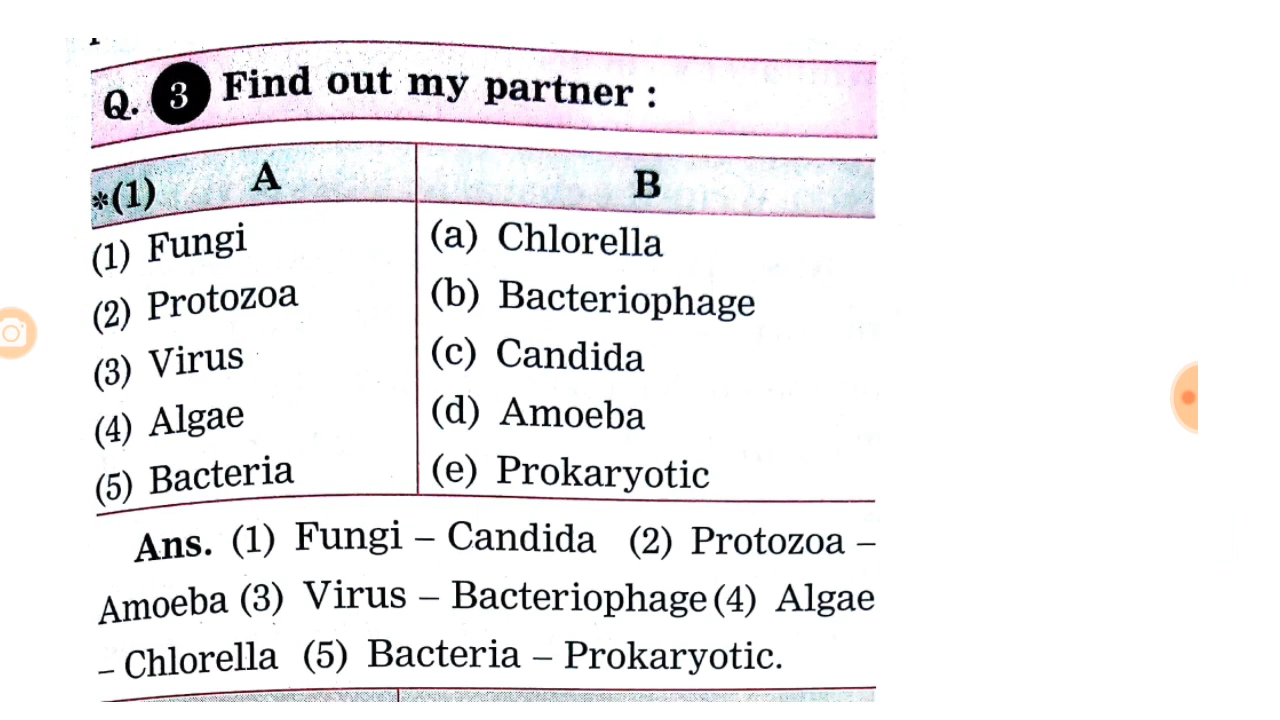 Q. 3 Find out my partner :
*(1) A B
(1) Fungi (a) Chlorella
(2) Protozoa (b) Bacteriophage
(3) Virus (c) Candida
(4) Algae (d) Amoeba
(5) Bacteria (e) Prokaryotic
Ans. (1) Fungi – Candida (2) Protozoa –
Amoeba (3) Virus – Bacteriophage (4) Algae
– Chlorella (5) Bacteria – Prokaryotic.